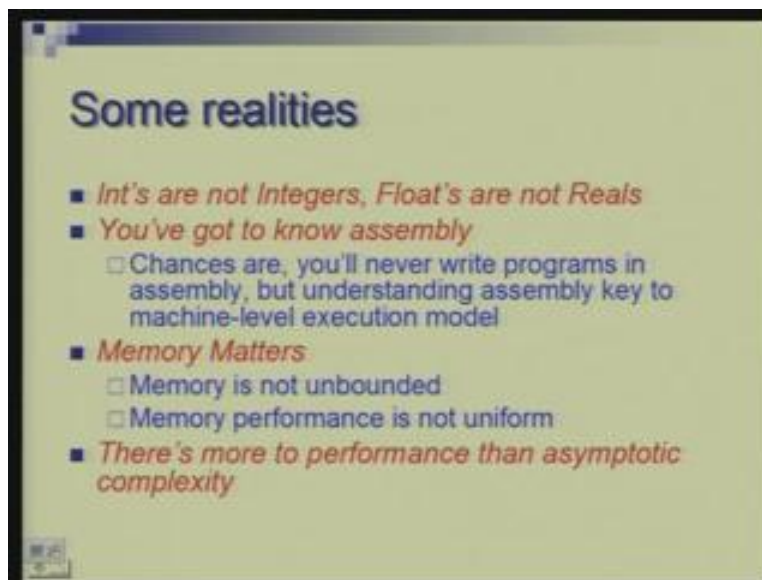 Some realities
Int's are not Integers, Float's are not Reals
You've got to know assembly
Chances are, you'll never write programs in
assembly, but understanding assembly key to
machine-level execution model
Memory Matters
Memory is not unbounded
Memory performance is not uniform
There's more to performance than asymptotic
complexity